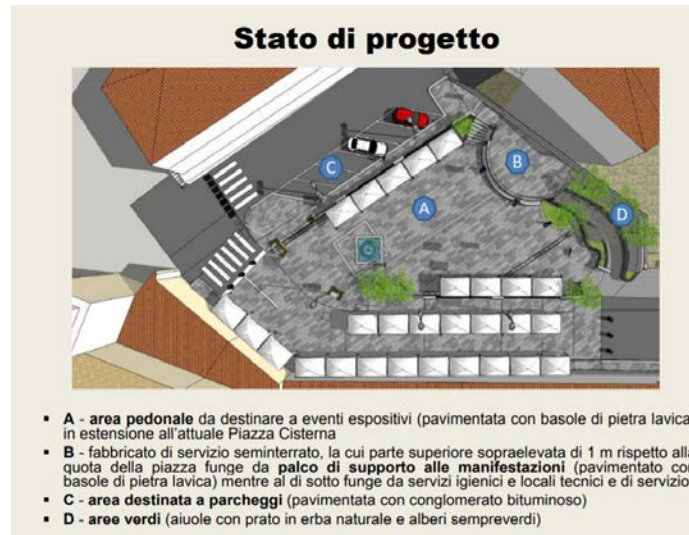 Stato di progetto
C
B
A
D
▪ A - area pedonale da destinare a eventi espositivi (pavimentata con basole di pietra lavica
in estensione all'attuale Piazza Cisterna
▪ B - fabbricato di servizio seminterrato, la cui parte superiore sopraelevata di 1 m rispetto alla
quota della piazza funge da palco di supporto alle manifestazioni (pavimentato con
basole di pietra lavica) mentre al di sotto funge da servizi igienici e locali tecnici e di servizio
▪ C - area destinata a parcheggi (pavimentata con conglomerato bituminoso)
▪ D - aree verdi (aiuole con prato in erba naturale e alberi sempreverdi)